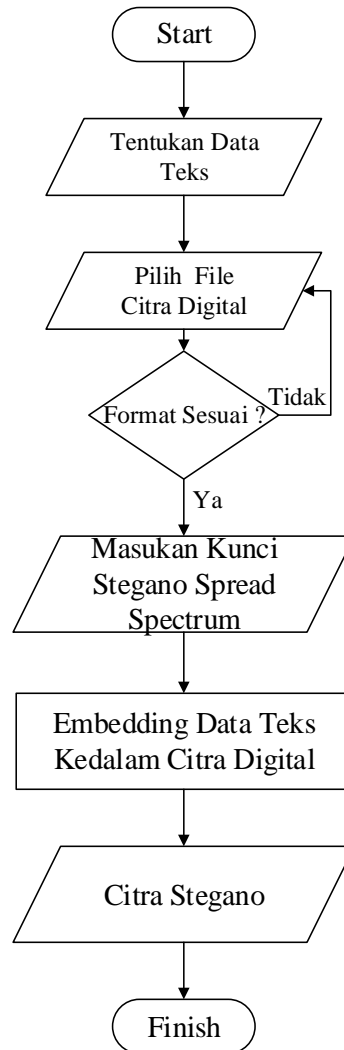 Start
Tentukan Data
Teks
Pilih  File
Citra Digital
Format Sesuai ?
Tidak
Ya
Masukan Kunci
Stegano Spread
Spectrum
Embedding Data Teks
Kedalam Citra Digital
Citra Stegano
Finish